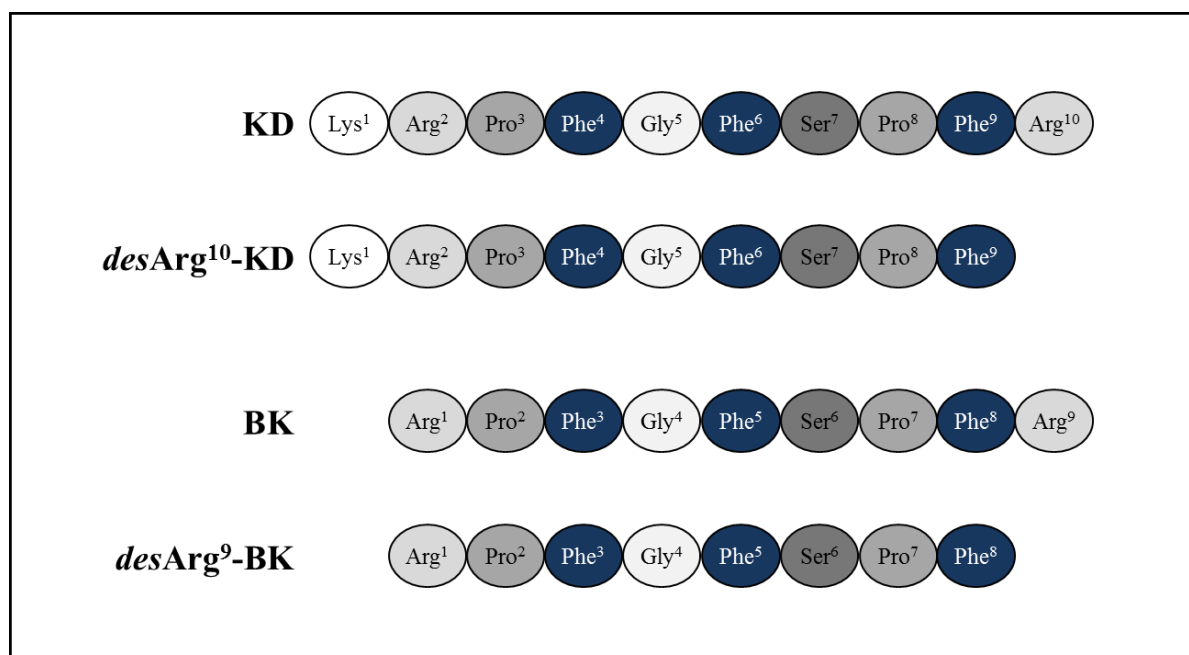 KD Lys¹ Arg² Pro³ Phe⁴ Gly⁵ Phe⁶ Ser⁷ Pro⁸ Phe⁹ Arg¹⁰
desArg¹⁰-KD Lys¹ Arg² Pro³ Phe⁴ Gly⁵ Phe⁶ Ser⁷ Pro⁸ Phe⁹
BK Arg¹ Pro² Phe³ Gly⁴ Phe⁵ Ser⁶ Pro⁷ Phe⁸ Arg⁹
desArg⁹-BK Arg¹ Pro² Phe³ Gly⁴ Phe⁵ Ser⁶ Pro⁷ Phe⁸